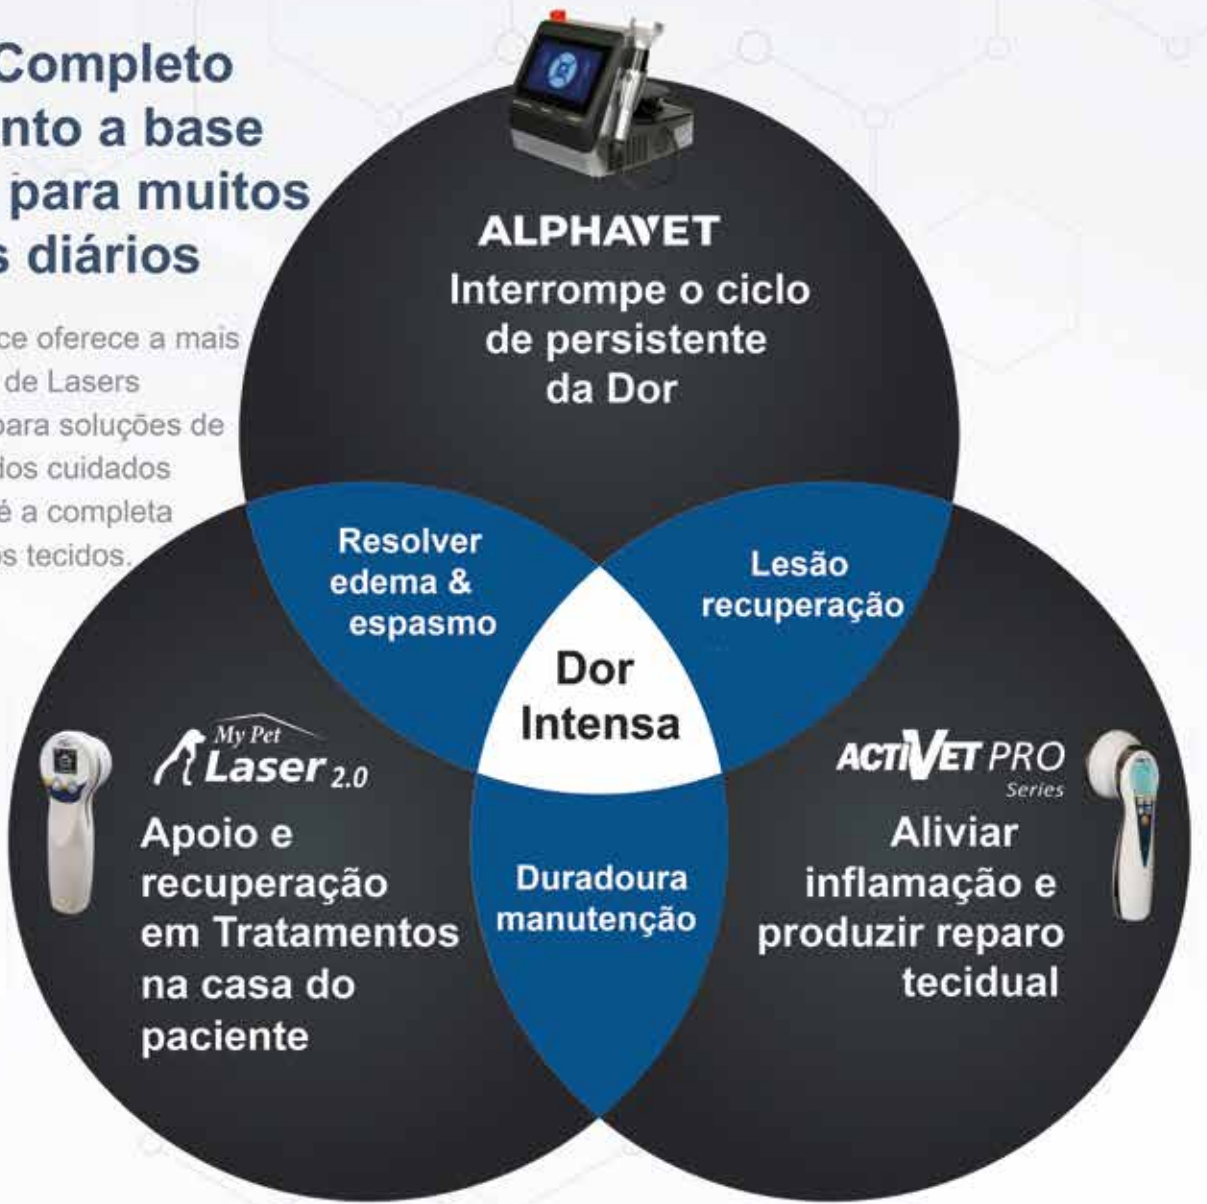 Completo
nto a base
para muitos
s diários
ce oferece a mais
de Lasers
para soluções de
dos cuidados
é a completa
os tecidos.
ALPHAVET
Interrompe o ciclo
de persistente
da Dor
Resolver
edema &
espasmo
Lesão
recuperação
Dor
Intensa
My Pet
Laser 2.0
Apoio e
recuperação
em Tratamentos
na casa do
paciente
ACTIVET PRO
Series
Aliviar
inflamação e
produzir reparo
tecidual
Duradoura
manutenção